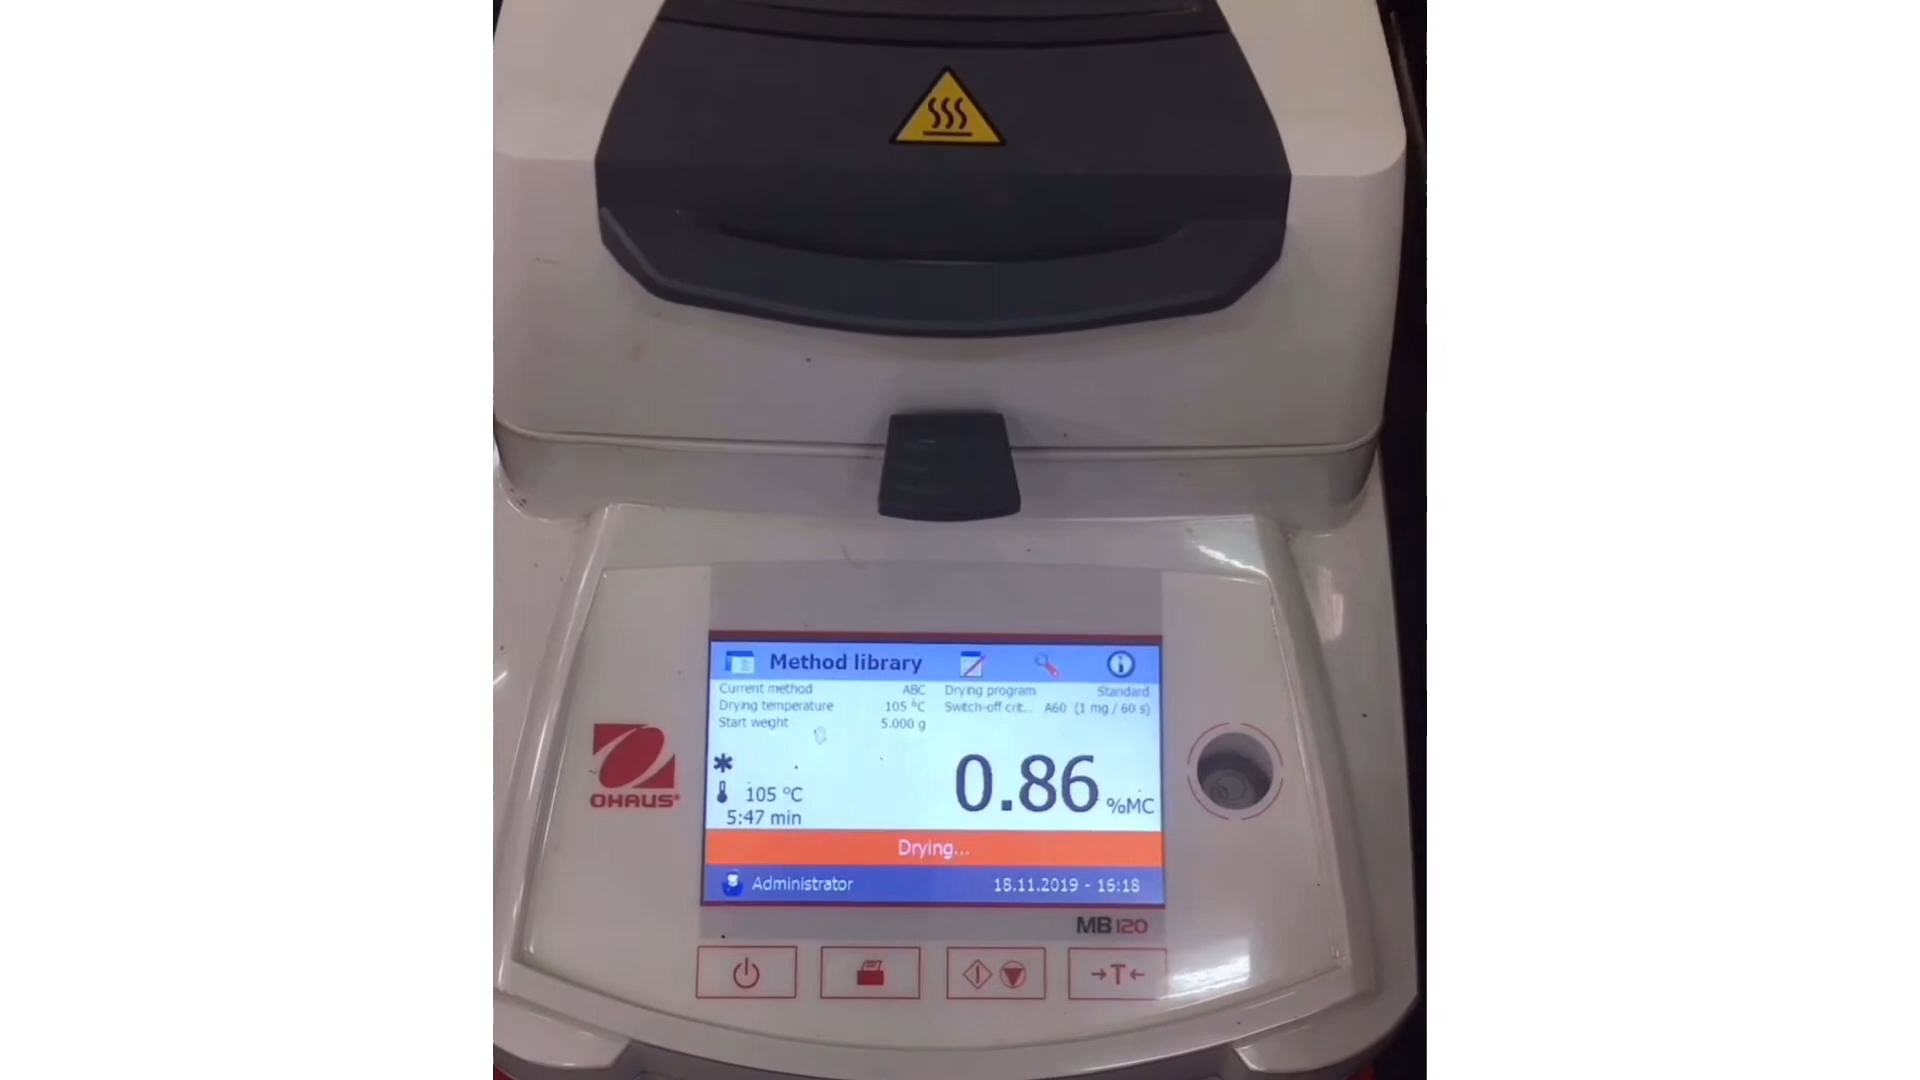 Method library
Current method ABC Drying program Standard
Drying temperature 105 °C Switch-off crit... A60 (1 mg / 60 s)
Start weight 5.000 g
0.86 %MC
105 °C
5:47 min
Drying...
Administrator 18.11.2019 - 16:18
OHAUS
MB120
→T←